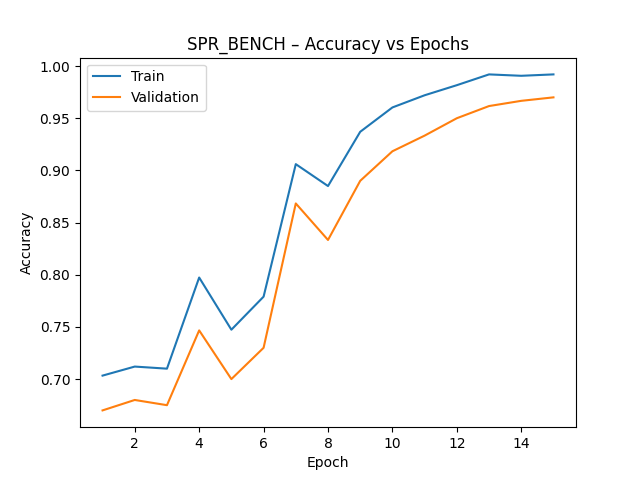 SPR_BENCH – Accuracy vs Epochs
Train
Validation
1.00
0.95
0.90
0.85
0.80
0.75
0.70
Accuracy
2 4 6 8 10 12 14
Epoch